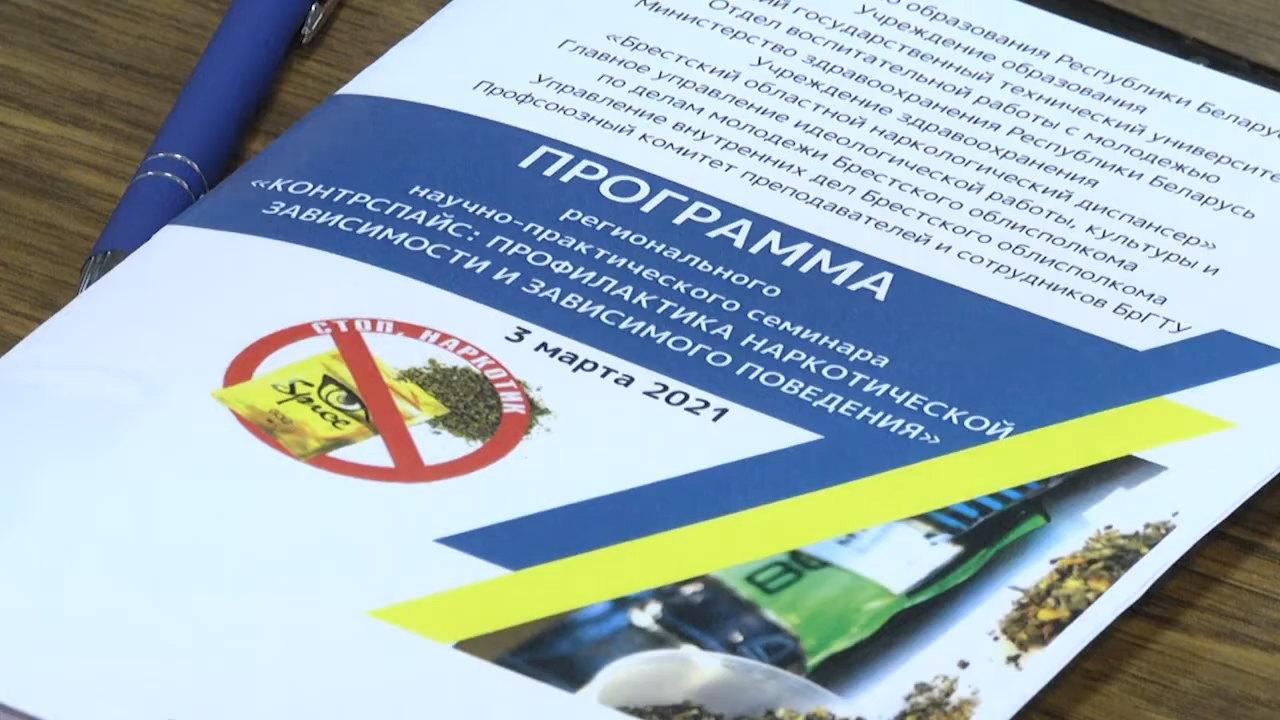 образования Республики Беларусь
Учреждение образования
государственный технический университет
Отдел воспитательной работы с молодежью
Министерство здравоохранения Республики Беларусь
Учреждение здравоохранения
«Брестский областной наркологический диспансер»
Главное управление идеологической работы, культуры и
по делам молодежи Брестского облисполкома
Управление внутренних дел Брестского облисполкома
Профсоюзный комитет преподавателей и сотрудников БрГТУ
ПРОГРАММА
регионального
научно-практического семинара
«КОНТРСПАЙС: ПРОФИЛАКТИКА НАРКОТИЧЕСКОЙ
ЗАВИСИМОСТИ И ЗАВИСИМОГО ПОВЕДЕНИЯ»
3 марта 2021
СТОП, НАРКОТИК
Spice